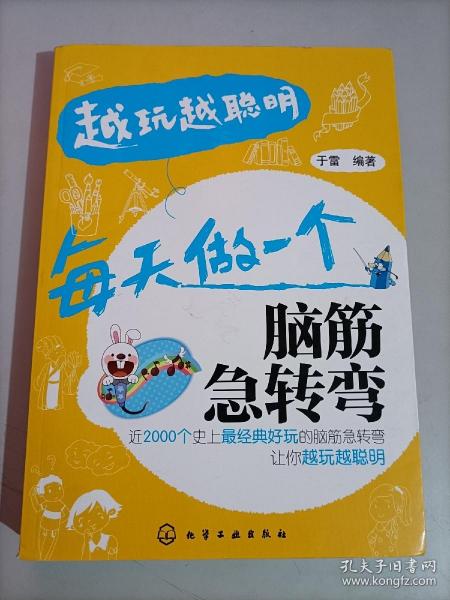 越玩越聪明
于雷 编著
每天做一个
脑筋
急转弯
近2000个史上最经典好玩的脑筋急转弯
让你越玩越聪明
化学工业出版社
孔夫子旧书网
www.kongfz.com